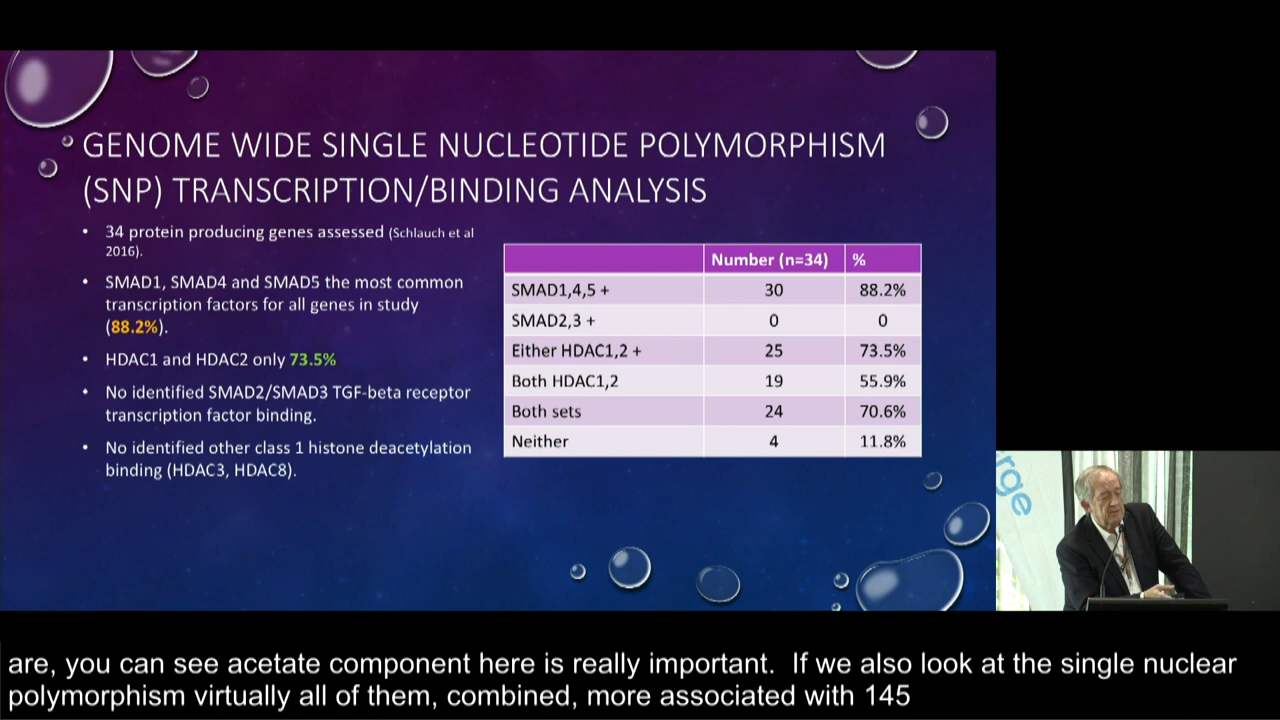 GENOME WIDE SINGLE NUCLEOTIDE POLYMORPHISM
(SNP) TRANSCRIPTION/BINDING ANALYSIS
• 34 protein producing genes assessed (Schlauch et al
2016).
• SMAD1, SMAD4 and SMAD5 the most common
transcription factors for all genes in study
(88.2%).
• HDAC1 and HDAC2 only 73.5%
• No identified SMAD2/SMAD3 TGF-beta receptor
transcription factor binding.
• No identified other class 1 histone deacetylation
binding (HDAC3, HDAC8).
Number (n=34) %
SMAD1,4,5 + 30 88.2%
SMAD2,3 + 0 0
Either HDAC1,2 + 25 73.5%
Both HDAC1,2 19 55.9%
Both sets 24 70.6%
Neither 4 11.8%
rge
are, you can see acetate component here is really important.  If we also look at the single nuclear
polymorphism virtually all of them, combined, more associated with 145